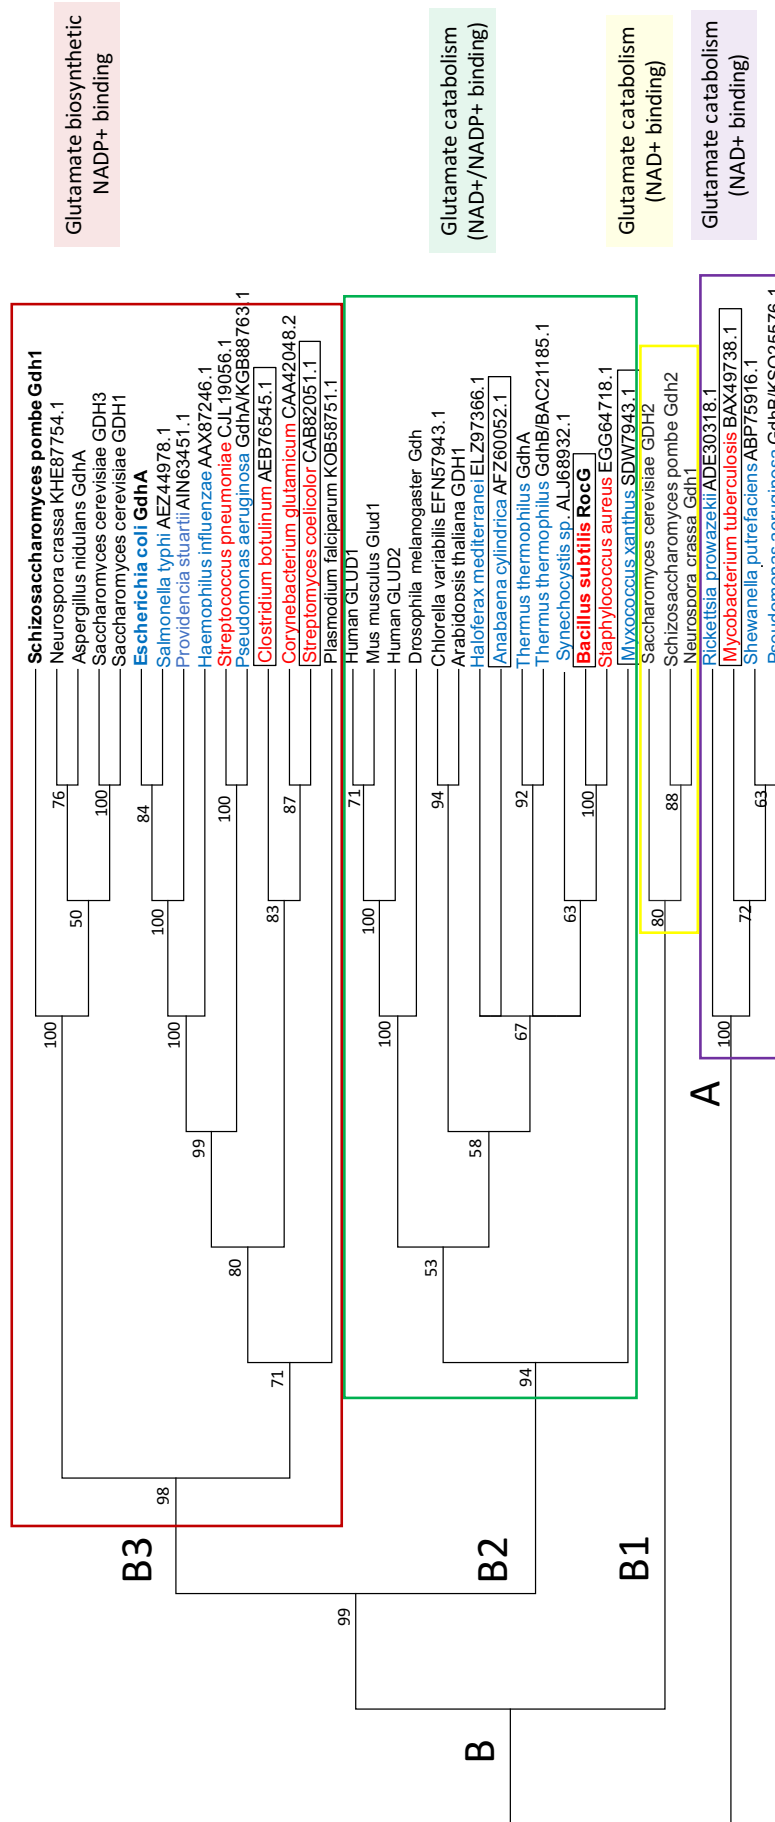 Glutamate biosynthetic
NADP+ binding
Glutamate catabolism
(NAD+/NADP+ binding)
Glutamate catabolism
(NAD+ binding)
Glutamate catabolism
(NAD+ binding)
Schizosaccharomyces pombe Gdh1
Neurospora crassa KHE87754.1
Aspergillus nidulans GdhA
Saccharomyces cerevisiae GDH3
Saccharomyces cerevisiae GDH1
Escherichia coli GdhA
Salmonella typhi AEZ44978.1
Providencia stuartii AIN63451.1
Haemophilus influenzae AAX87246.1
Streptococcus pneumoniae CJL19056.1
Pseudomonas aeruginosa GdhA/KGB88763.1
Clostridium botulinum AEB76545.1
Corynebacterium glutamicum CAA42048.2
Streptomyces coelicolor CAB82051.1
Plasmodium falciparum KOB58751.1
Human GLUD1
Mus musculus Glud1
Human GLUD2
Drosophila melanogaster Gdh
Chlorella variabilis EFN57943.1
Arabidopsis thaliana GDH1
Haloferax mediterranei ELZ97366.1
Anabaena cylindrica AFZ60052.1
Thermus thermophilus GdhA
Thermus thermophilus GdhB/BAC21185.1
Synechocystis sp. ALJ68932.1
Bacillus subtilis RocG
Staphylococcus aureus EGG64718.1
Myxococcus xanthus SDW7943.1
Saccharomyces cerevisiae GDH2
Schizosaccharomyces pombe Gdh2
Neurospora crassa Gdh1
Rickettsia prowazekii ADE30318.1
Mycobacterium tuberculosis BAX49738.1
Shewanella putrefaciens ABP75916.1
Pseudomonas aeruginosa GdhB/KSO25576.1
76
100
84
100
87
71
94
92
100
88
63
50
100
83
100
63
80
72
100
100
100
67
100
99
58
80
53
71
94
98
99
B3
B2
B1
A
B